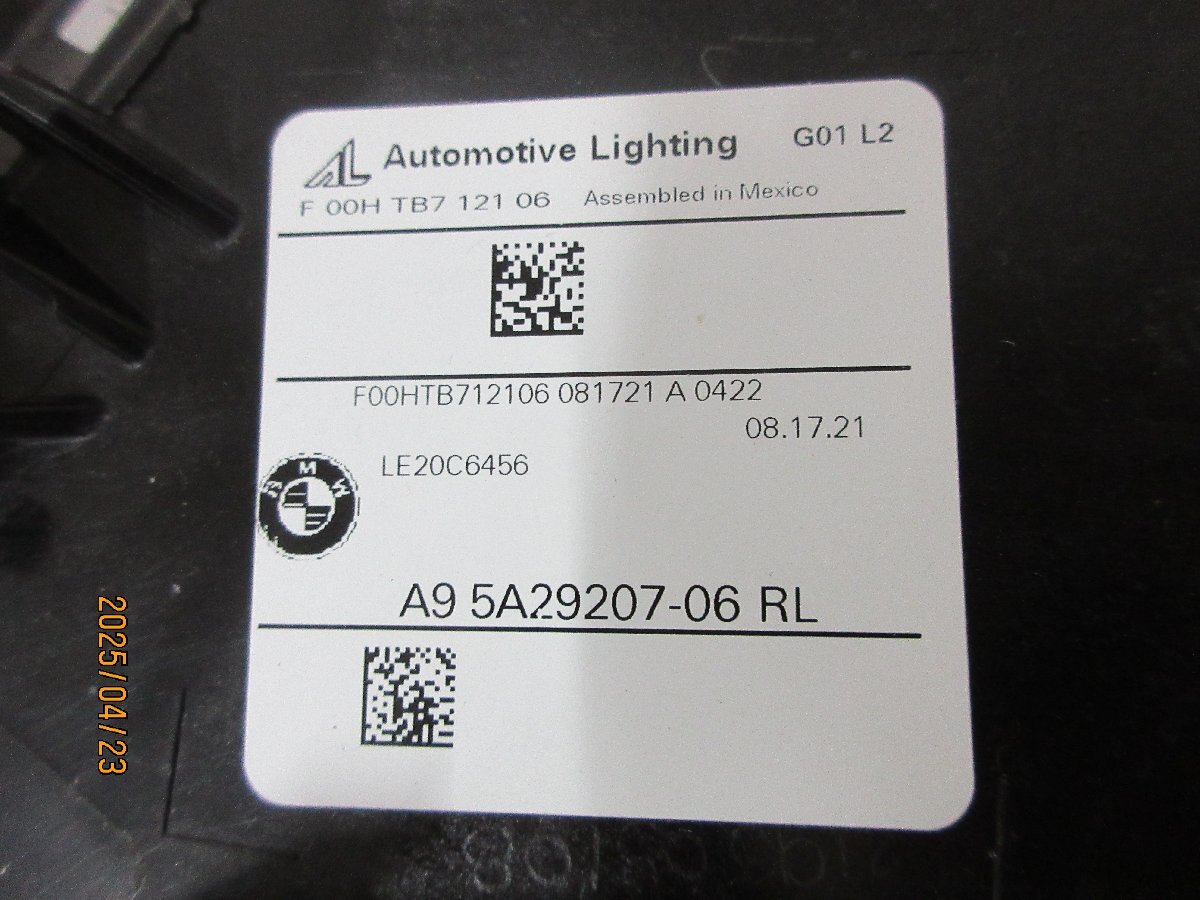 AL Automotive Lighting G01 L2
F 00H TB7 121 06 Assembled in Mexico
F00HTB712106 081721 A 0422
08.17.21
LE20C6456
BMW
A9 5A29207-06 RL
2025/04/23